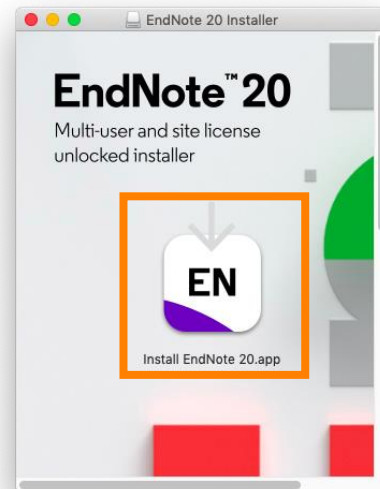 EndNote 20 Installer
EndNote™ 20
Multi-user and site license
unlocked installer
EN
Install EndNote 20.app